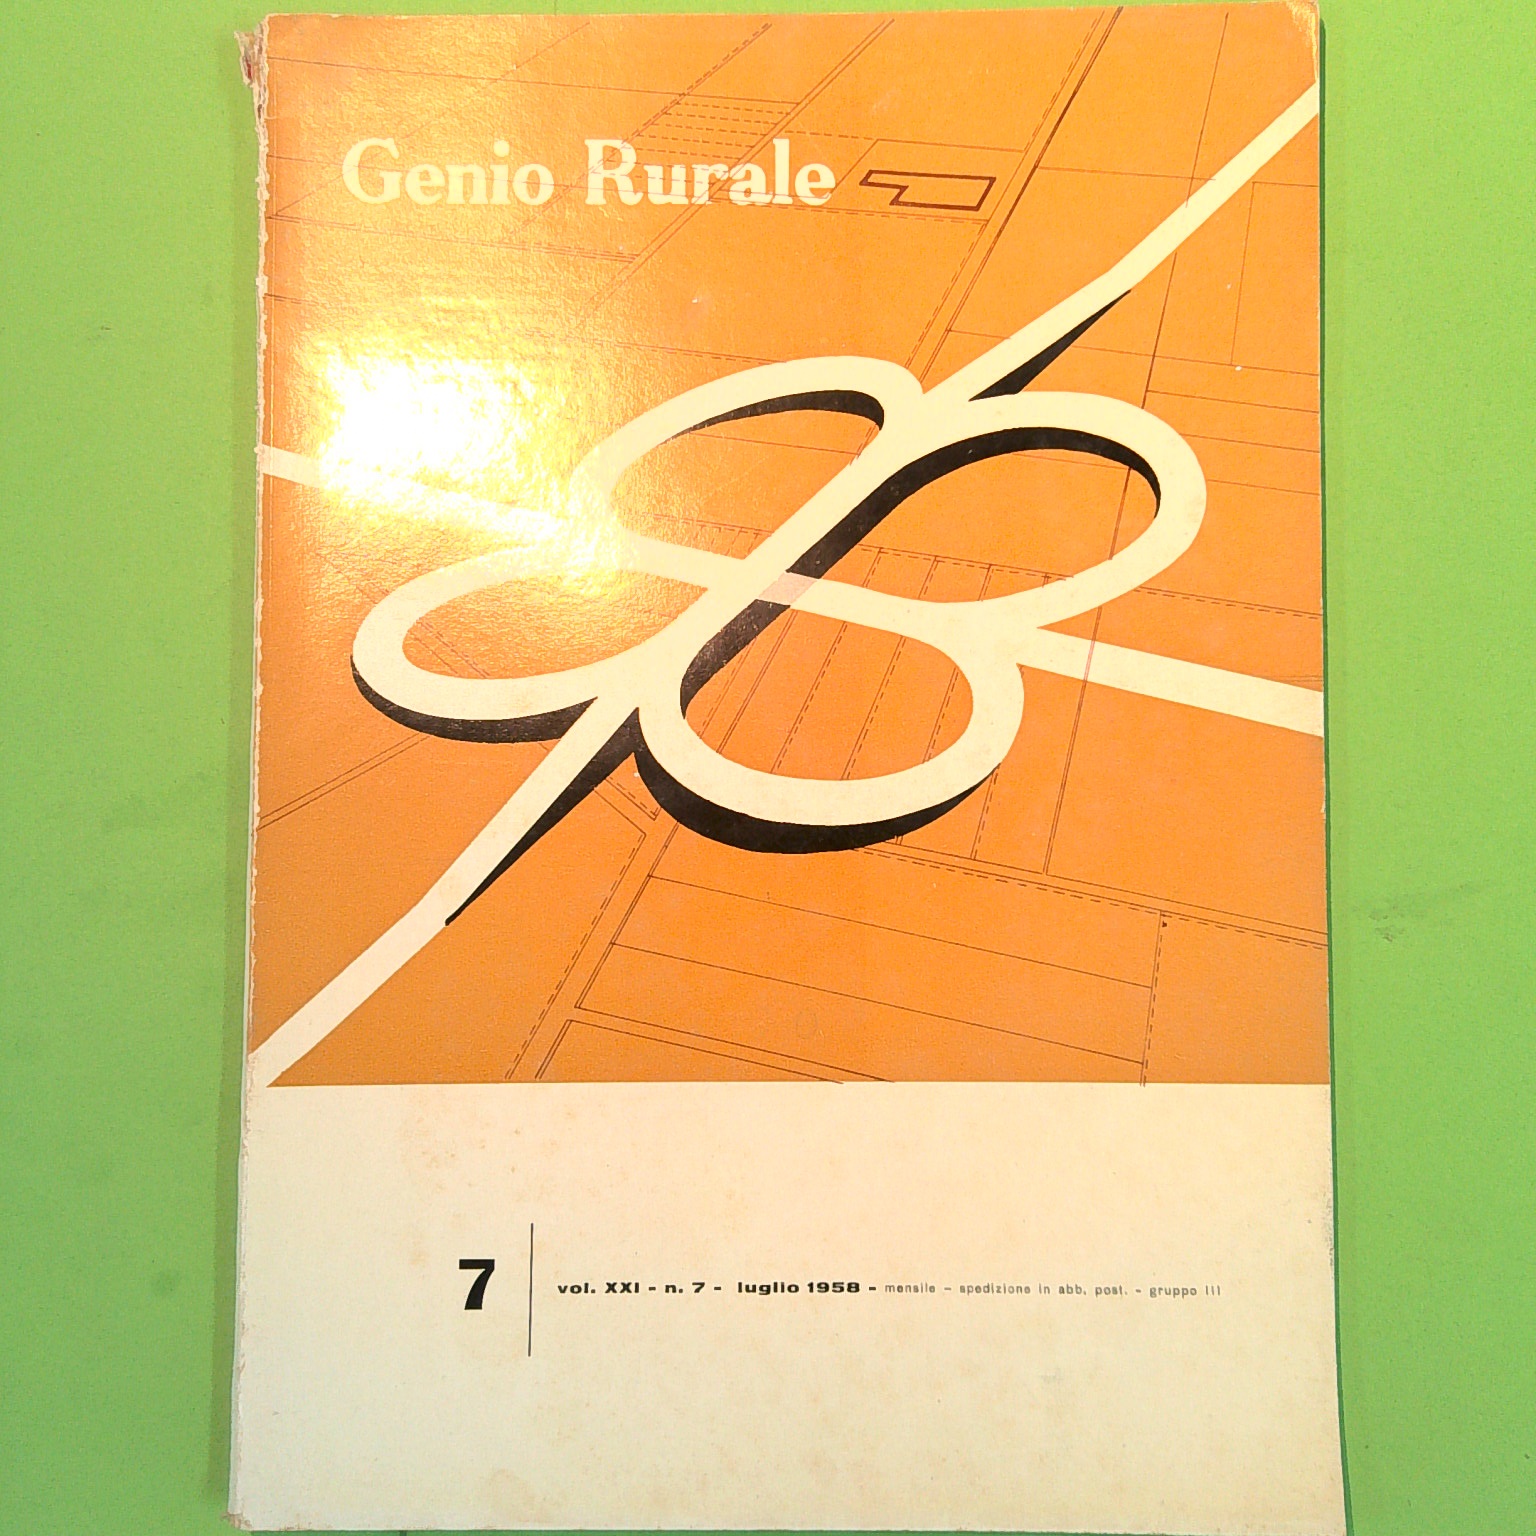 Genio Rurale
7
vol. XXI - n. 7 - luglio 1958 - mensile - spedizione in abb. post. - gruppo III